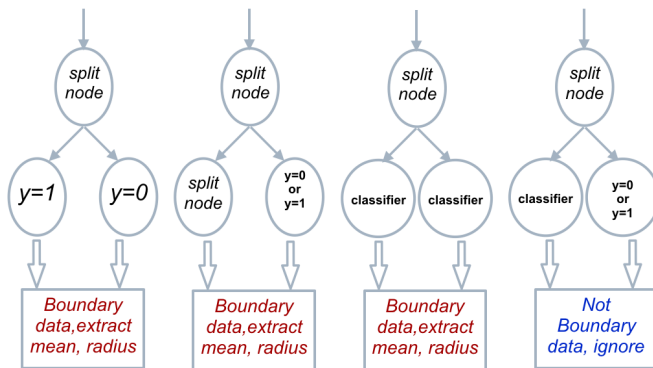 split
node
y=1
y=0
Boundary
data,extract
mean, radius
split
node
split
node
y=0
or
y=1
Boundary
data,extract
mean, radius
split
node
classifier
classifier
Boundary
data,extract
mean, radius
split
node
classifier
y=0
or
y=1
Not
Boundary
data, ignore